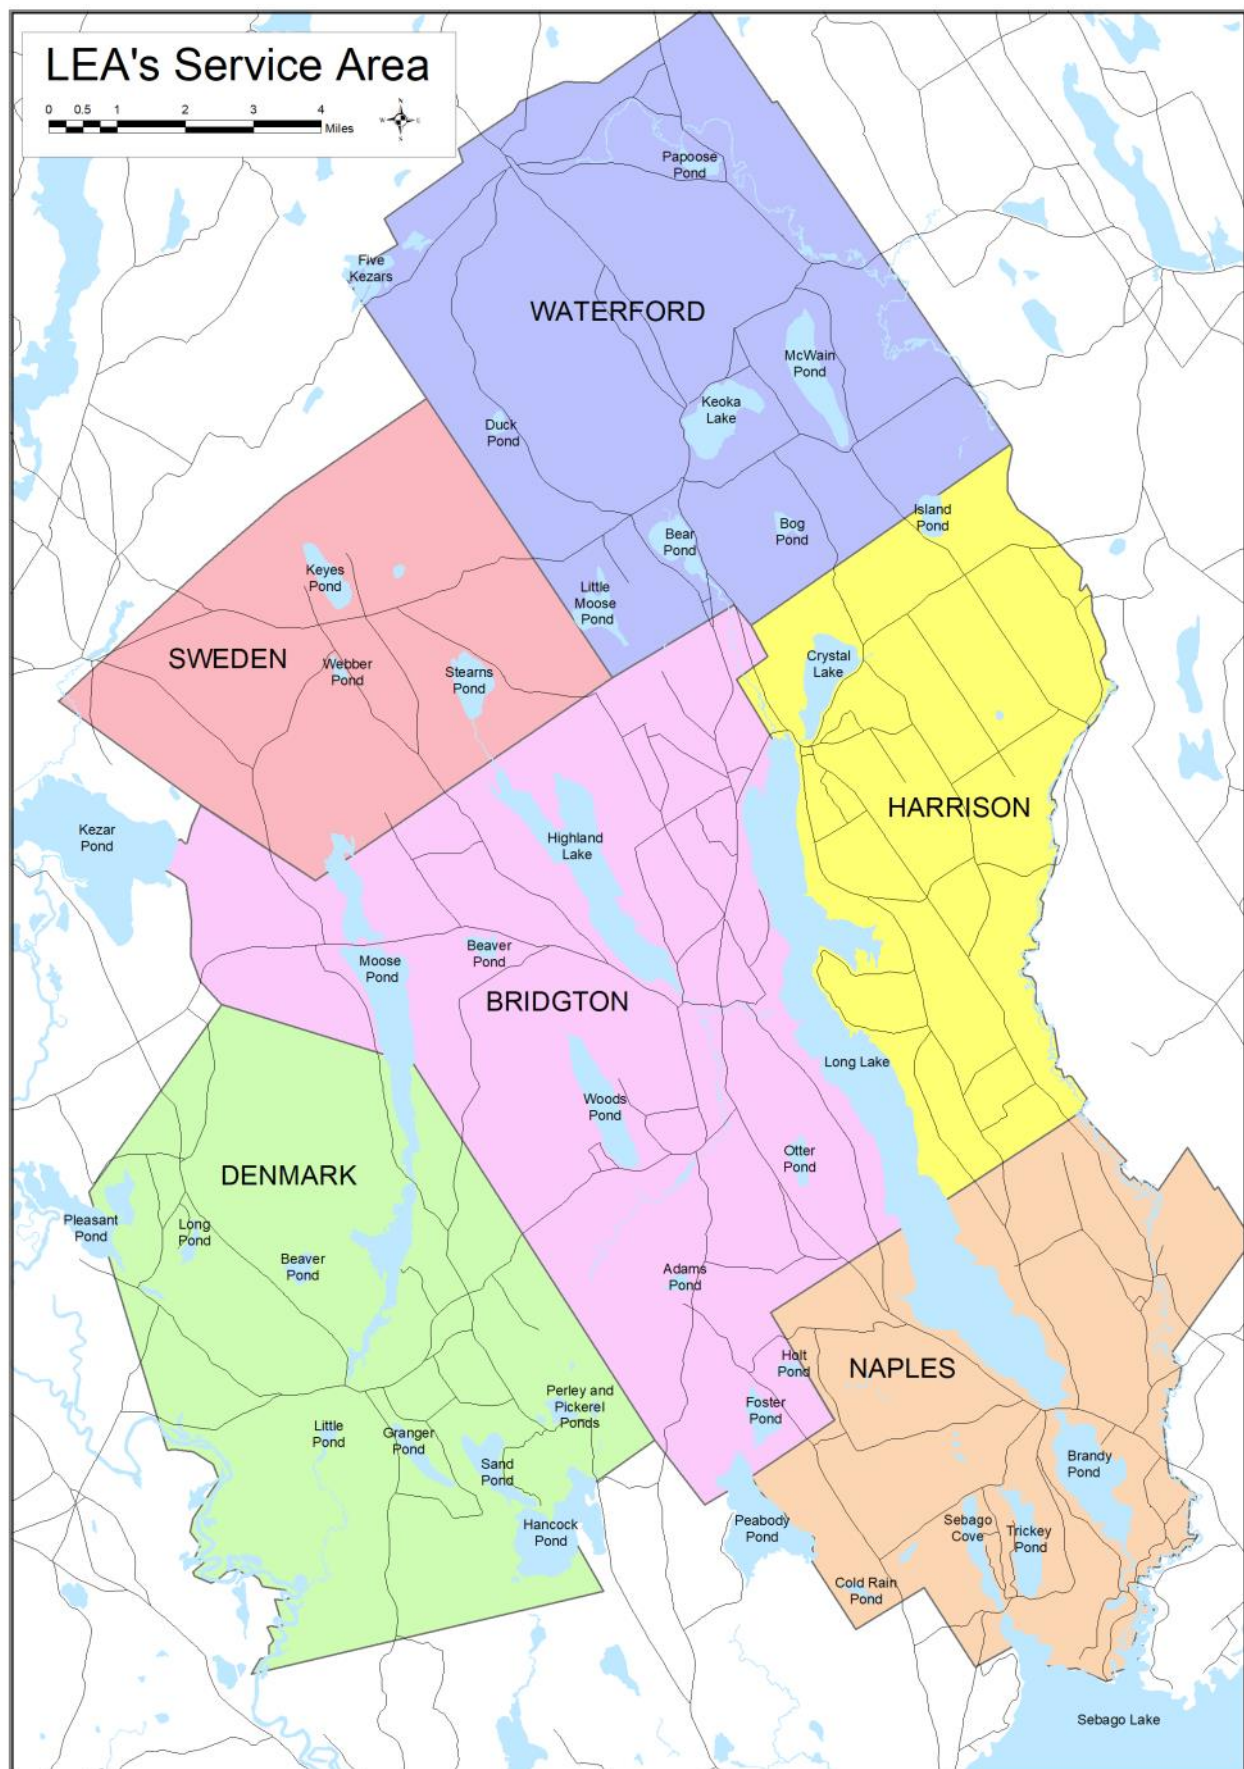 LEA's Service Area
0 0.5 1 2 3 4
Miles
N
W E
S
Papoose
Pond
Five
Kezars
WATERFORD
McWain
Pond
Keoka
Lake
Duck
Pond
Island
Pond
Bog
Pond
Bear
Pond
Keyes
Pond
Little
Moose
Pond
SWEDEN
Webber
Pond
Stearns
Pond
Crystal
Lake
HARRISON
Kezar
Pond
Highland
Lake
Beaver
Pond
Moose
Pond
BRIDGTON
Long Lake
Woods
Pond
Otter
Pond
DENMARK
Pleasant
Pond
Long
Pond
Beaver
Pond
Adams
Pond
Holt
Pond
NAPLES
Perley and
Pickerel
Ponds
Foster
Pond
Little
Pond
Granger
Pond
Sand
Pond
Brandy
Pond
Hancock
Pond
Peabody
Pond
Sebago
Cove
Trickey
Pond
Cold Rain
Pond
Sebago Lake